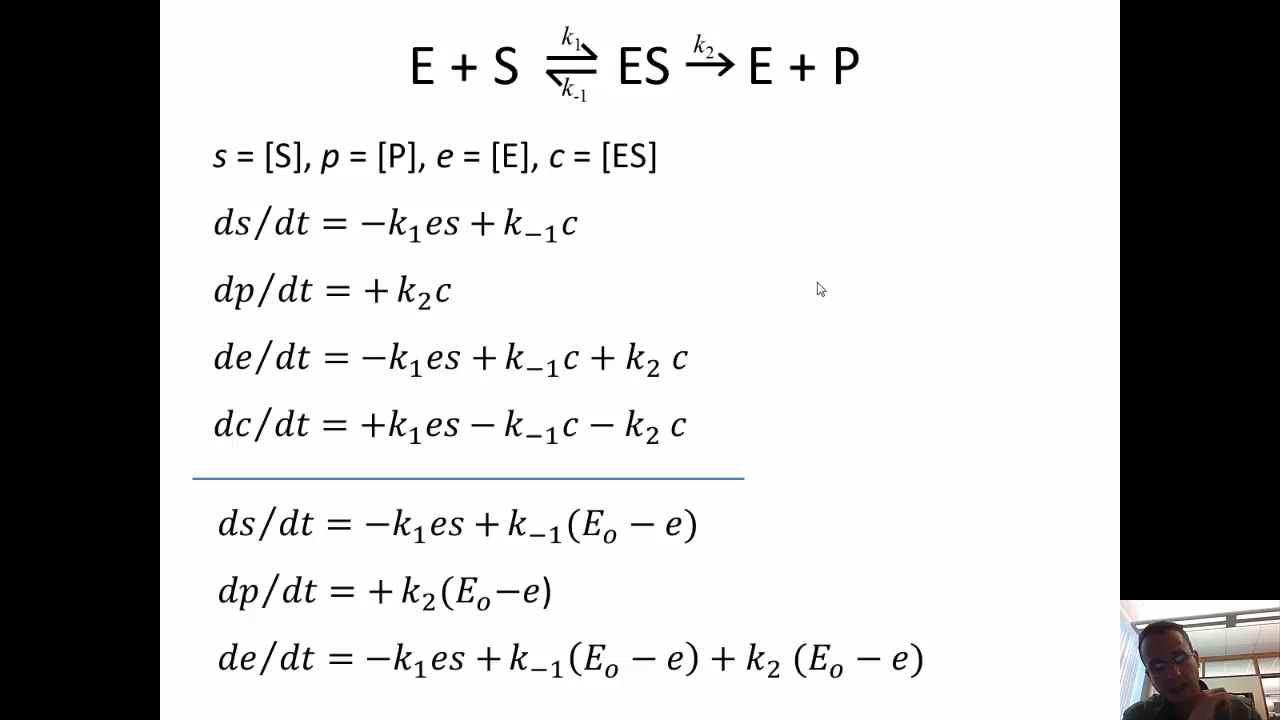 E + S ⇌ ES → E + P
k₁ k₋₁ k₂
s = [S], p = [P], e = [E], c = [ES]
ds/dt = −k₁es + k₋₁c
dp/dt = + k₂c
de/dt = −k₁es + k₋₁c + k₂ c
dc/dt = +k₁es − k₋₁c − k₂ c
ds/dt = −k₁es + k₋₁(Eₒ − e)
dp/dt = + k₂(Eₒ−e)
de/dt = −k₁es + k₋₁(Eₒ − e) + k₂ (Eₒ − e)